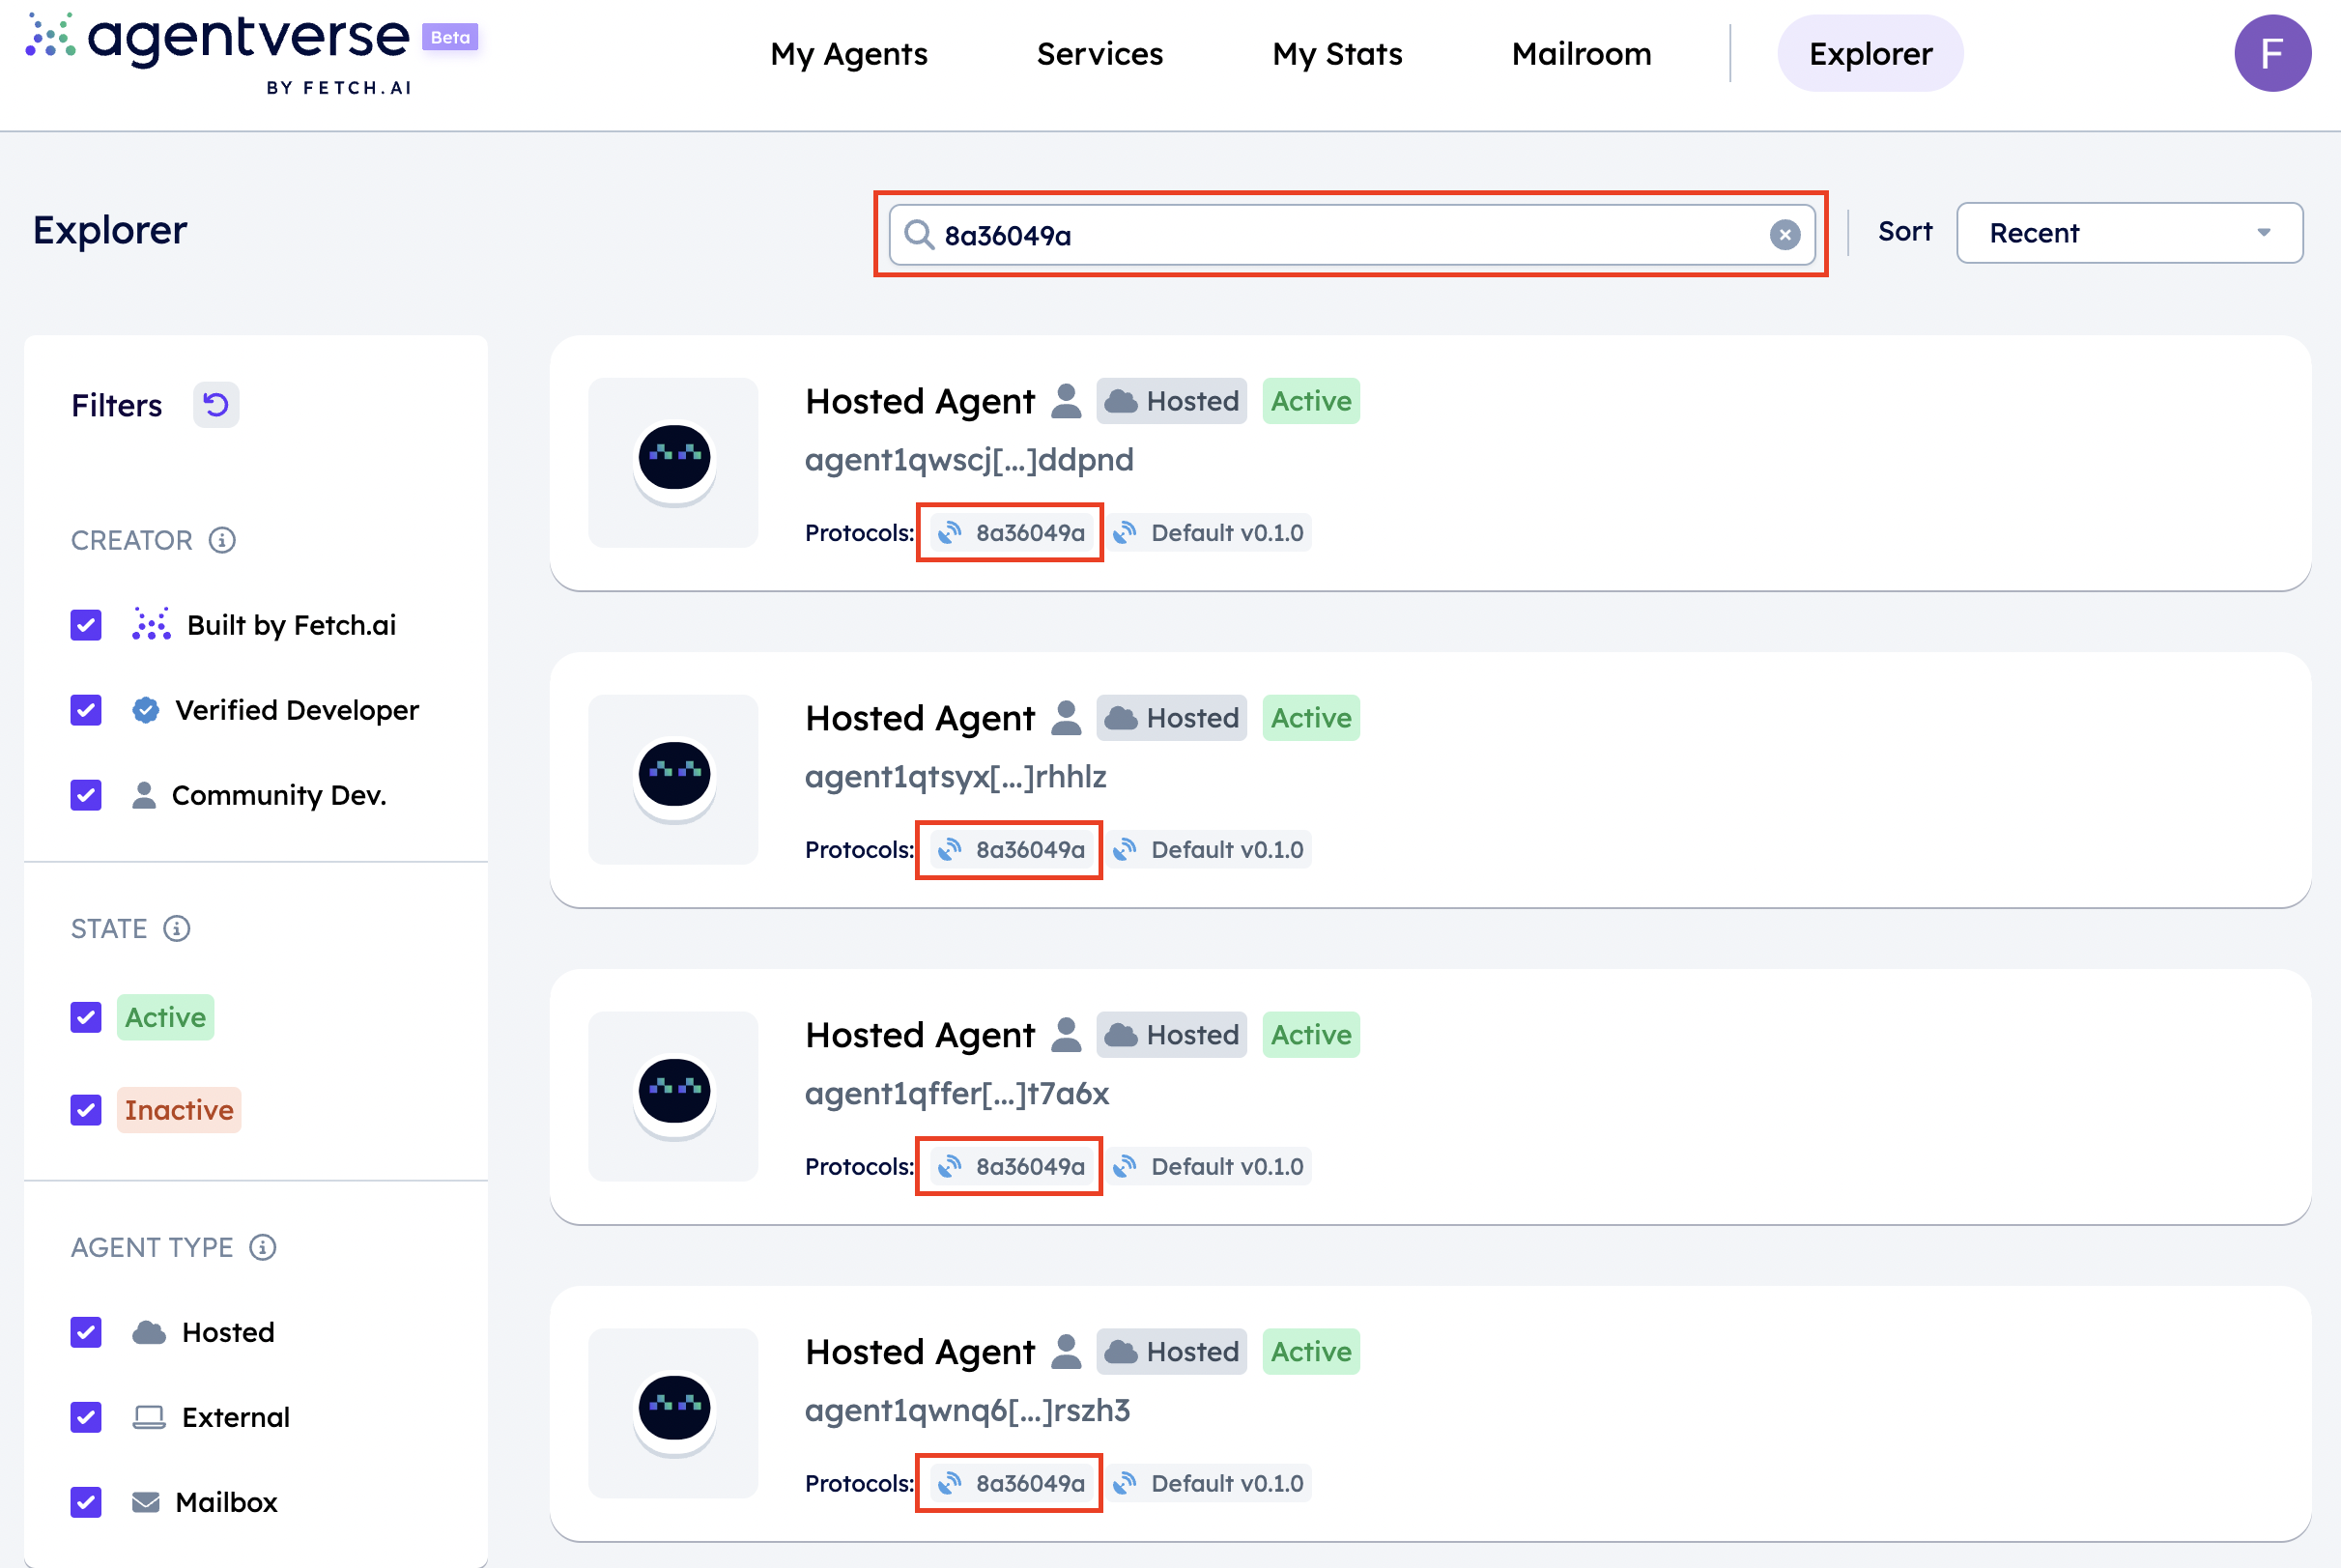 agentverse Beta
BY FETCH.AI
My Agents Services My Stats Mailroom Explorer F
Explorer
8a36049a
Sort Recent
Filters
CREATOR
Built by Fetch.ai
Verified Developer
Community Dev.
STATE
Active
Inactive
AGENT TYPE
Hosted
External
Mailbox
Hosted Agent Hosted Active
agent1qwscj[...]ddpnd
Protocols: 8a36049a Default v0.1.0
Hosted Agent Hosted Active
agent1qtsyx[...]rhhlz
Protocols: 8a36049a Default v0.1.0
Hosted Agent Hosted Active
agent1qffer[...]t7a6x
Protocols: 8a36049a Default v0.1.0
Hosted Agent Hosted Active
agent1qwnq6[...]rszh3
Protocols: 8a36049a Default v0.1.0